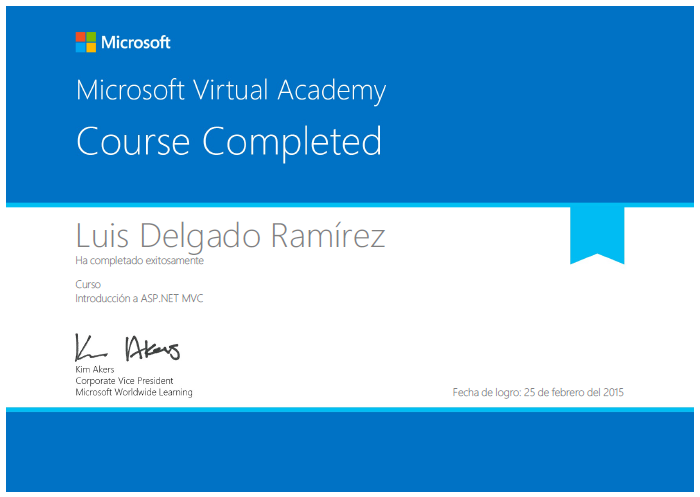 Microsoft
Microsoft Virtual Academy
Course Completed
Luis Delgado Ramírez
Ha completado exitosamente
Curso
Introducción a ASP.NET MVC
Kim Akers
Kim Akers
Corporate Vice President
Microsoft Worldwide Learning
Fecha de logro: 25 de febrero del 2015